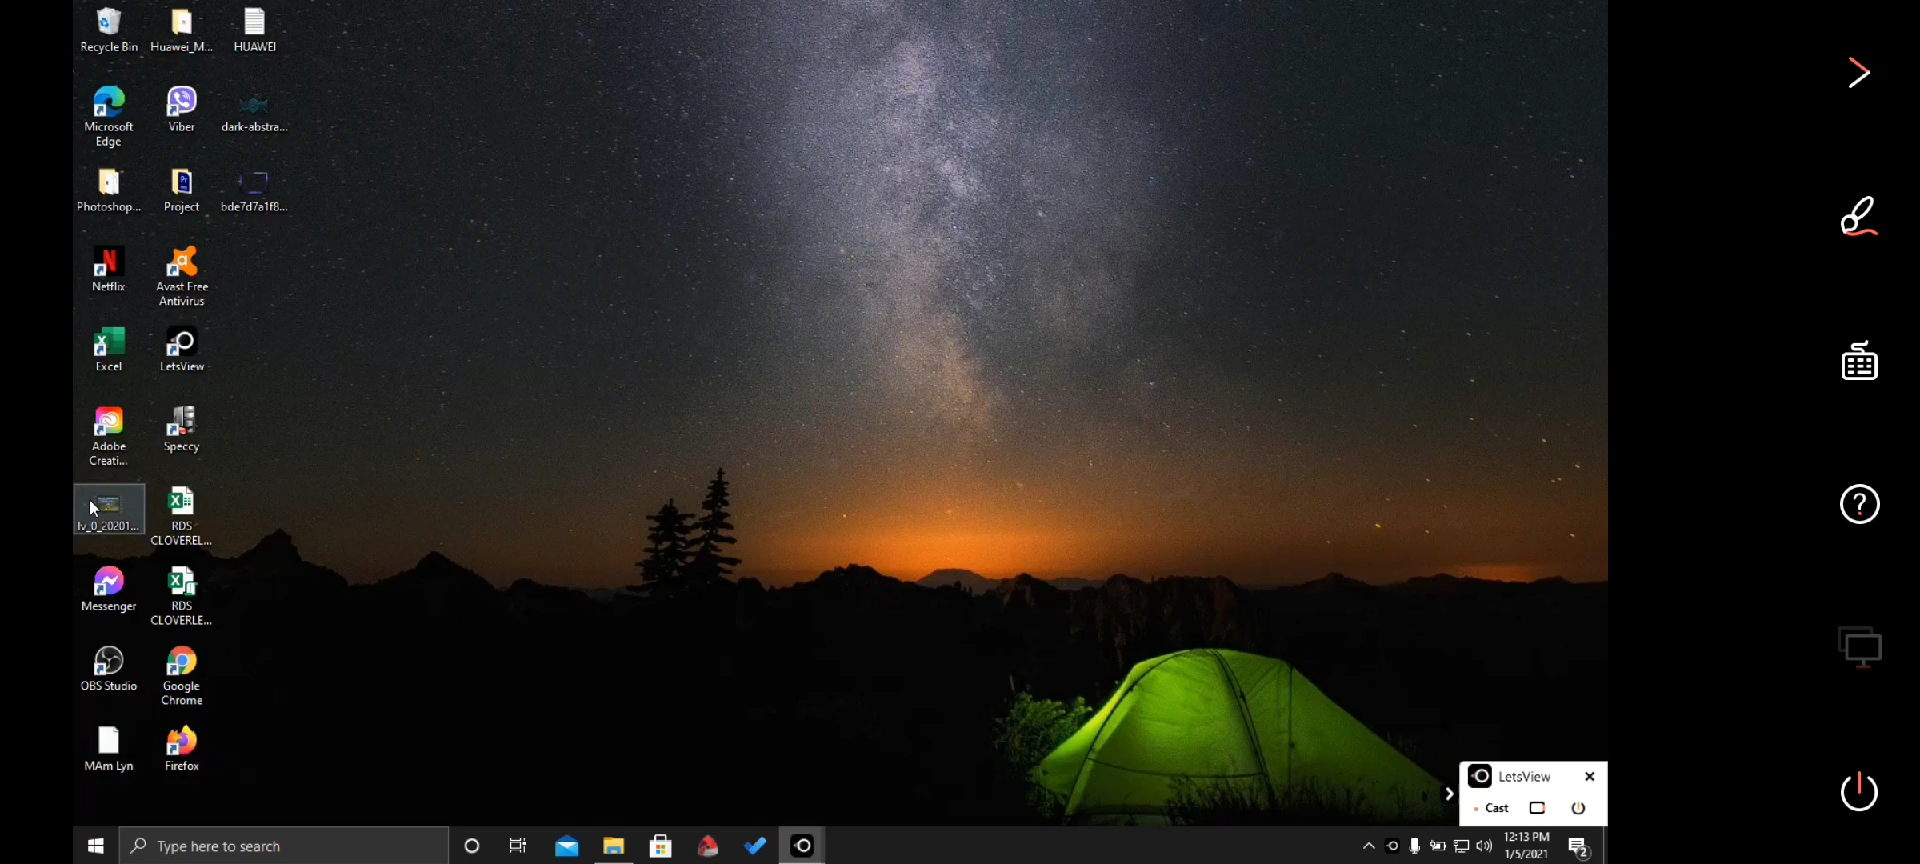 Recycle Bin
Huawei_M...
HUAWEI
Microsoft
Edge
Viber
dark-abstra...
Photoshop...
Project
bde7d7a1f8...
Netflix
Avast Free
Antivirus
Excel
LetsView
Adobe
Creati...
Speccy
lv_0_20201...
RDS
CLOVEREL...
Messenger
RDS
CLOVERLE...
OBS Studio
Google
Chrome
MAm Lyn
Firefox
LetsView
Cast
Type here to search
12:13 PM
1/5/2021
2